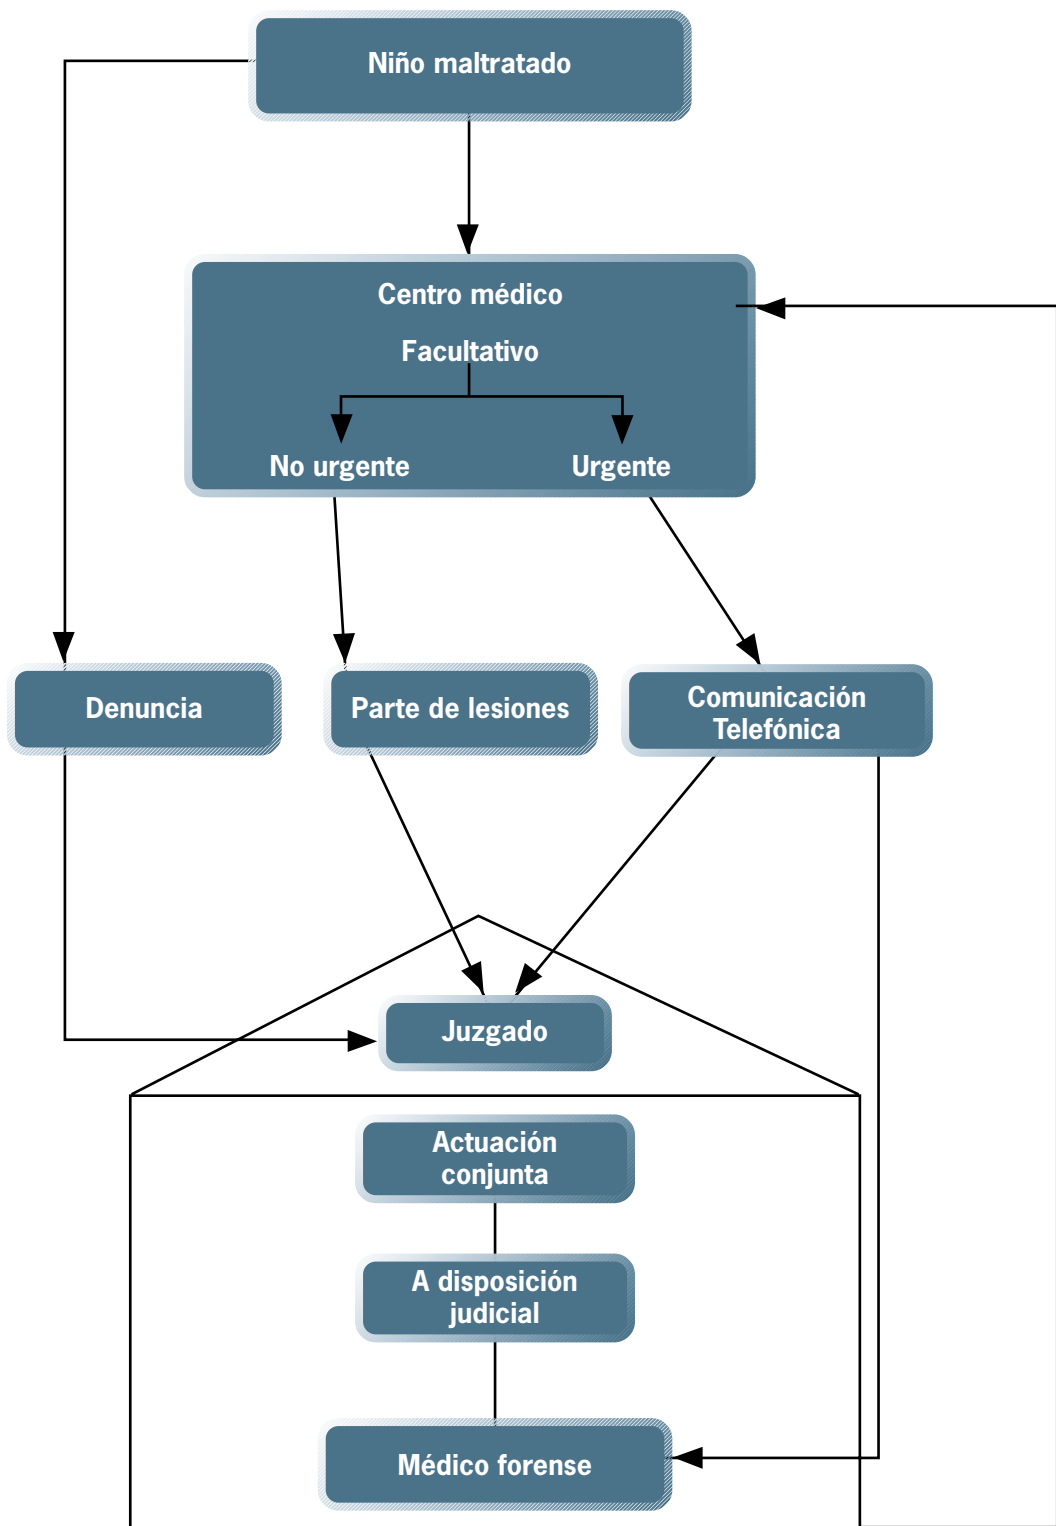 Niño maltratado
Centro médico
Facultativo
No urgente
Urgente
Denuncia
Parte de lesiones
Comunicación
Telefónica
Juzgado
Actuación
conjunta
A disposición
judicial
Médico forense